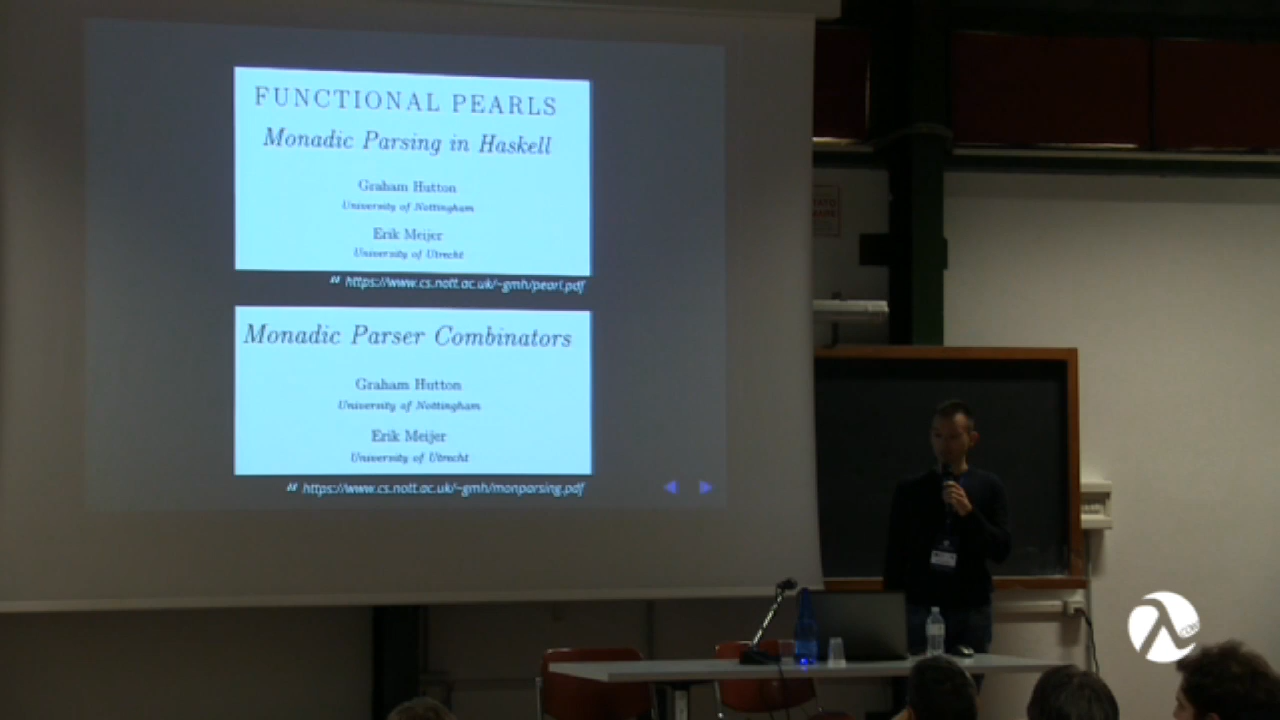 FUNCTIONAL PEARLS
Monadic Parsing in Haskell
Graham Hutton
University of Nottingham
Erik Meijer
University of Utrecht
“ https://www.cs.nott.ac.uk/~gmh/pearl.pdf
Monadic Parser Combinators
Graham Hutton
University of Nottingham
Erik Meijer
University of Utrecht
“ https://www.cs.nott.ac.uk/~gmh/monparsing.pdf
λ